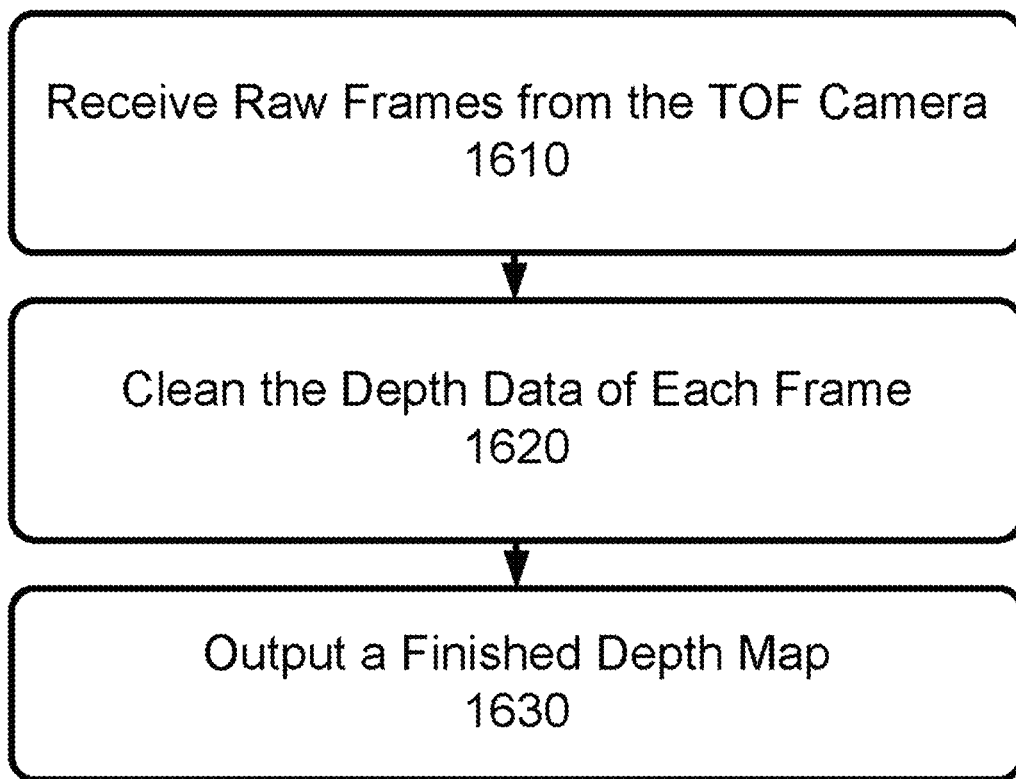 Receive Raw Frames from the TOF Camera
1610
Clean the Depth Data of Each Frame
1620
Output a Finished Depth Map
1630